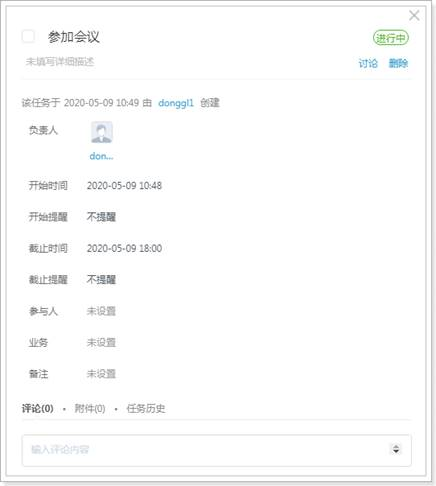 参加会议 进行中
未填写详细描述 讨论 删除
该任务于 2020-05-09 10:49 由 donggl1 创建
负责人
don...
开始时间 2020-05-09 10:48
开始提醒 不提醒
截止时间 2020-05-09 18:00
截止提醒 不提醒
参与人 未设置
业务 未设置
备注 未设置
评论(0) • 附件(0) • 任务历史
输入评论内容